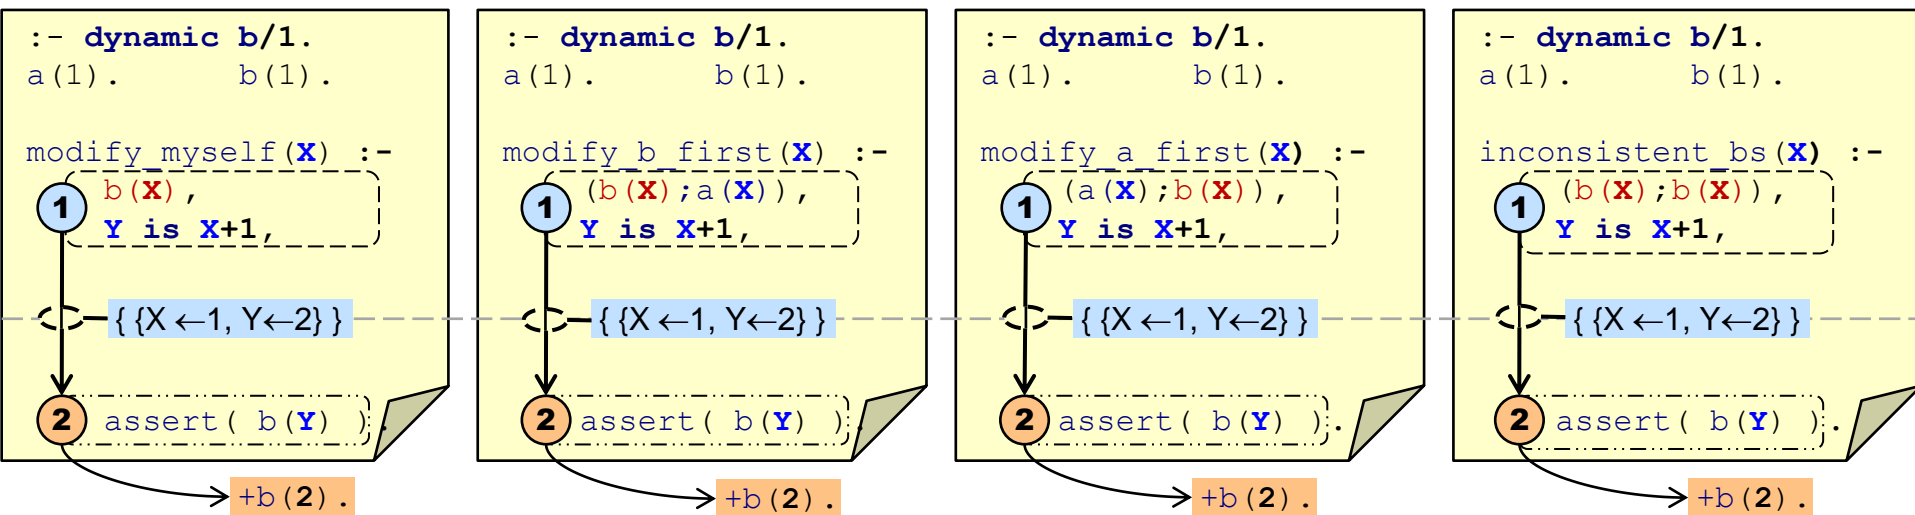 :- dynamic b/1.
a(1).   b(1).
modify_myself(X) :-
1
b(X),
Y is X+1,
{ {X ←1, Y←2} }
2
assert( b(Y) ).
+b(2).
:- dynamic b/1.
a(1).   b(1).
modify_b_first(X) :-
1
(b(X);a(X)),
Y is X+1,
{ {X ←1, Y←2} }
2
assert( b(Y) ).
+b(2).
:- dynamic b/1.
a(1).   b(1).
modify_a_first(X) :-
1
(a(X);b(X)),
Y is X+1,
{ {X ←1, Y←2} }
2
assert( b(Y) ).
+b(2).
:- dynamic b/1.
a(1).   b(1).
inconsistent_bs(X) :-
1
(b(X);b(X)),
Y is X+1,
{ {X ←1, Y←2} }
2
assert( b(Y) ).
+b(2).